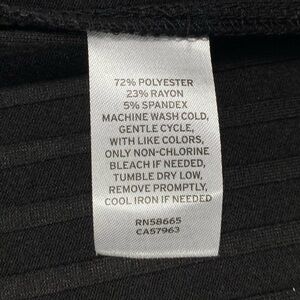 72% POLYESTER
23% RAYON
5% SPANDEX
MACHINE WASH COLD,
GENTLE CYCLE,
WITH LIKE COLORS,
ONLY NON-CHLORINE
BLEACH IF NEEDED,
TUMBLE DRY LOW,
REMOVE PROMPTLY,
COOL IRON IF NEEDED
RN58665
CA57963